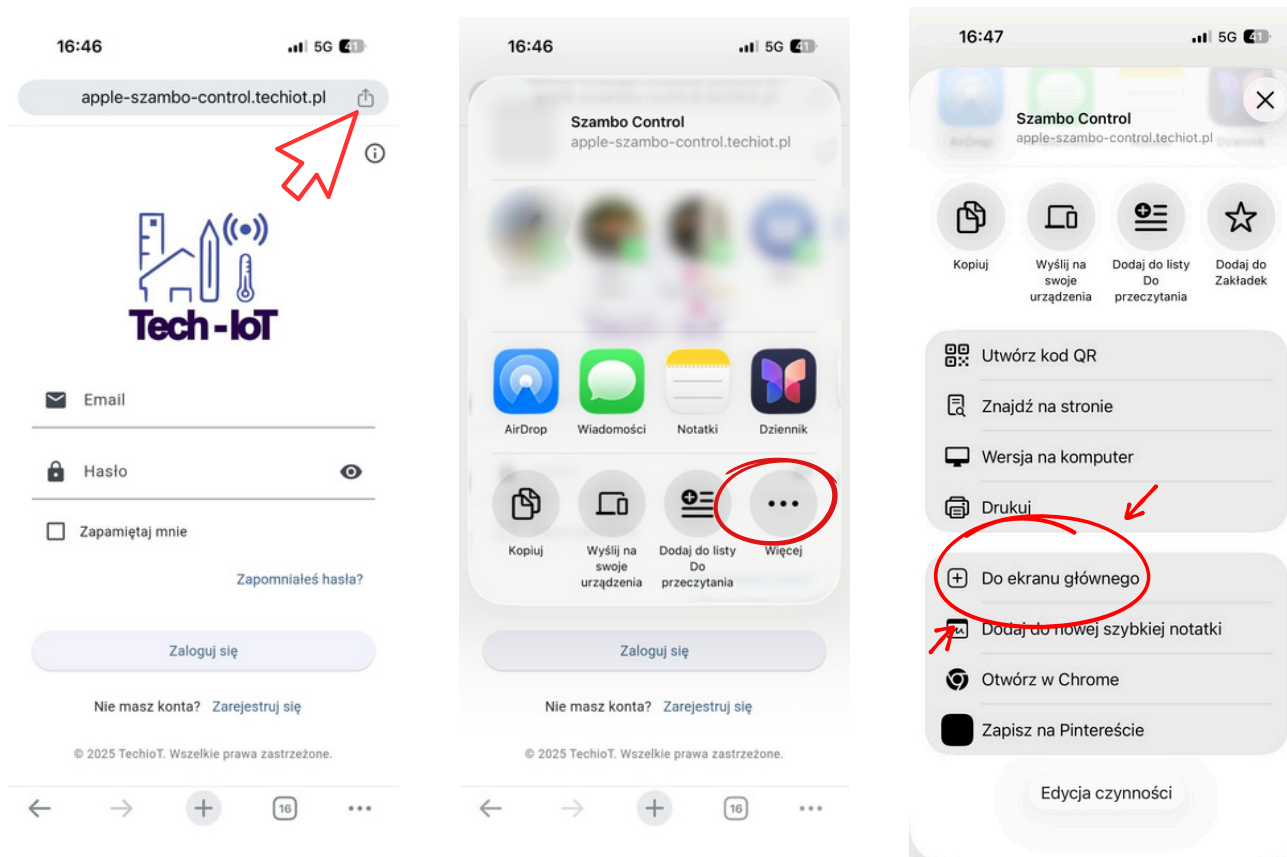 16:46
5G 41
apple-szambo-control.techiot.pl
Tech-IoT
Email
Hasło
Zapamiętaj mnie
Zapomniałeś hasła?
Zaloguj się
Nie masz konta? Zarejestruj się
© 2025 TechioT. Wszelkie prawa zastrzeżone.
16
16:46
5G 41
Szambo Control
apple-szambo-control.techiot.pl
AirDrop
Wiadomości
Notatki
Dziennik
Kopiuj
Wyślij na
swoje
urządzenia
Dodaj do listy
Do
przeczytania
Więcej
Zaloguj się
Nie masz konta? Zarejestruj się
© 2025 TechioT. Wszelkie prawa zastrzeżone.
16
16:47
5G 41
Szambo Control
apple-szambo-control.techiot.pl
AirDrop
Dziennik
Kopiuj
Wyślij na
swoje
urządzenia
Dodaj do listy
Do
przeczytania
Dodaj do
Zakładek
Utwórz kod QR
Znajdź na stronie
Wersja na komputer
Drukuj
Do ekranu głównego
Dodaj do nowej szybkiej notatki
Otwórz w Chrome
Zapisz na Pintereście
Edycja czynności